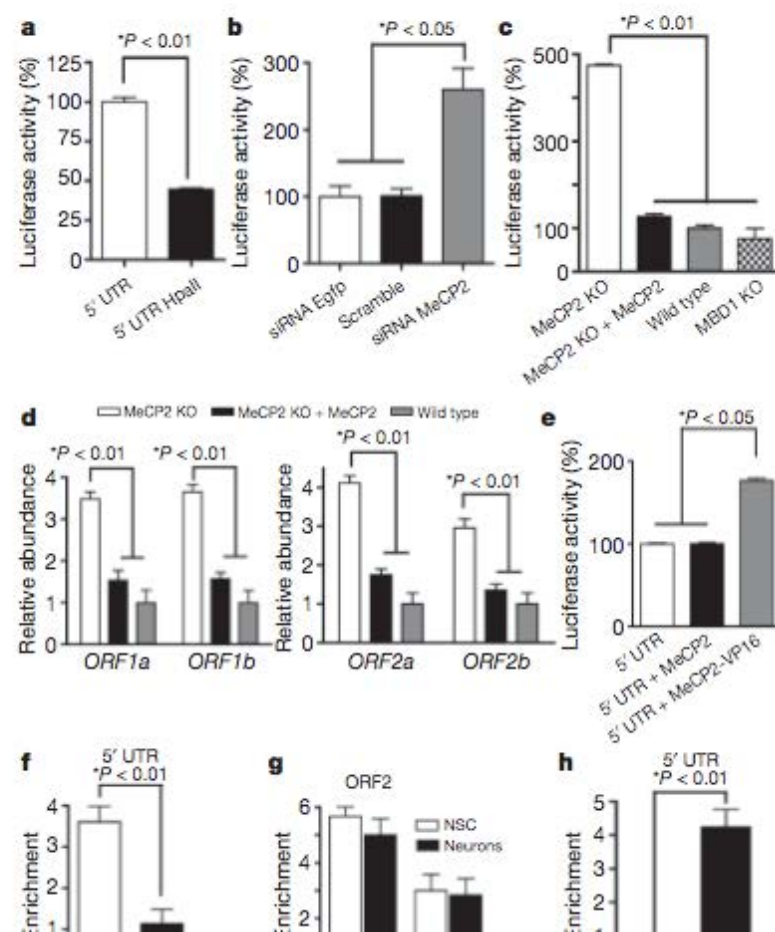 a
*P < 0.01
Luciferase activity (%)
125
100
75
50
25
0
5′ UTR
5′ UTR HpaII
b
*P < 0.05
Luciferase activity (%)
300
200
100
0
siRNA Egfp
Scramble
siRNA MeCP2
c
*P < 0.01
Luciferase activity (%)
500
300
100
0
MeCP2 KO
MeCP2 KO + MeCP2
Wild type
MBD1 KO
d
MeCP2 KO MeCP2 KO + MeCP2 Wild type
*P < 0.01 *P < 0.01
Relative abundance
4
3
2
1
0
ORF1a ORF1b
*P < 0.01
*P < 0.01
Relative abundance
4
3
2
1
0
ORF2a ORF2b
e
*P < 0.05
Luciferase activity (%)
200
100
0
5′ UTR
5′ UTR + MeCP2
5′ UTR + MeCP2-VP16
f
5′ UTR
*P < 0.01
Enrichment
4
3
2
1
g
ORF2
NSC
Neurons
Enrichment
6
4
2
h
5′ UTR
*P < 0.01
Enrichment
5
4
3
2
1